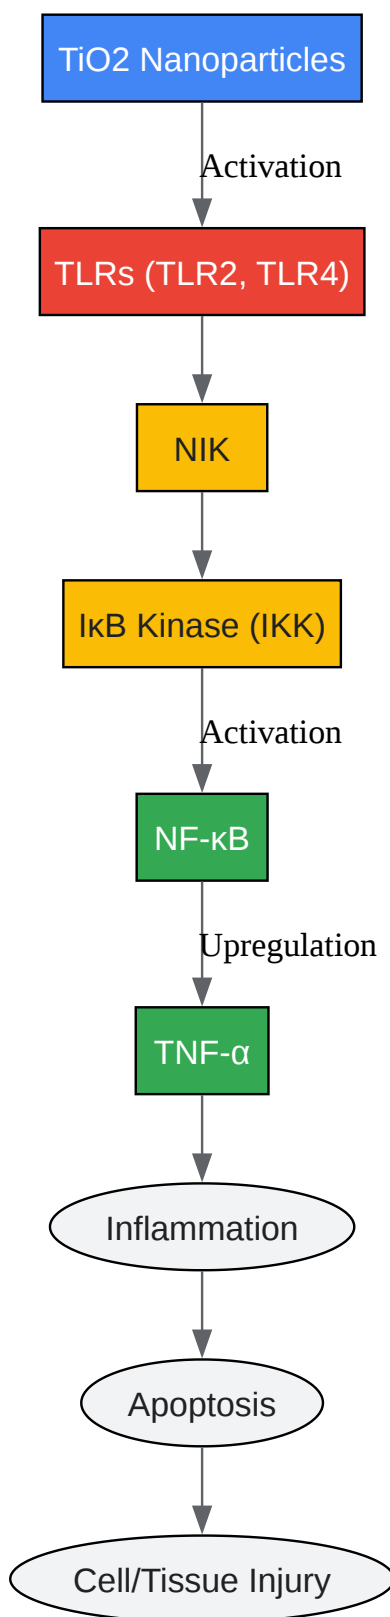 TiO2 Nanoparticles
Activation
TLRs (TLR2, TLR4)
NIK
IκB Kinase (IKK)
Activation
NF-κB
Upregulation
TNF-α
Inflammation
Apoptosis
Cell/Tissue Injury